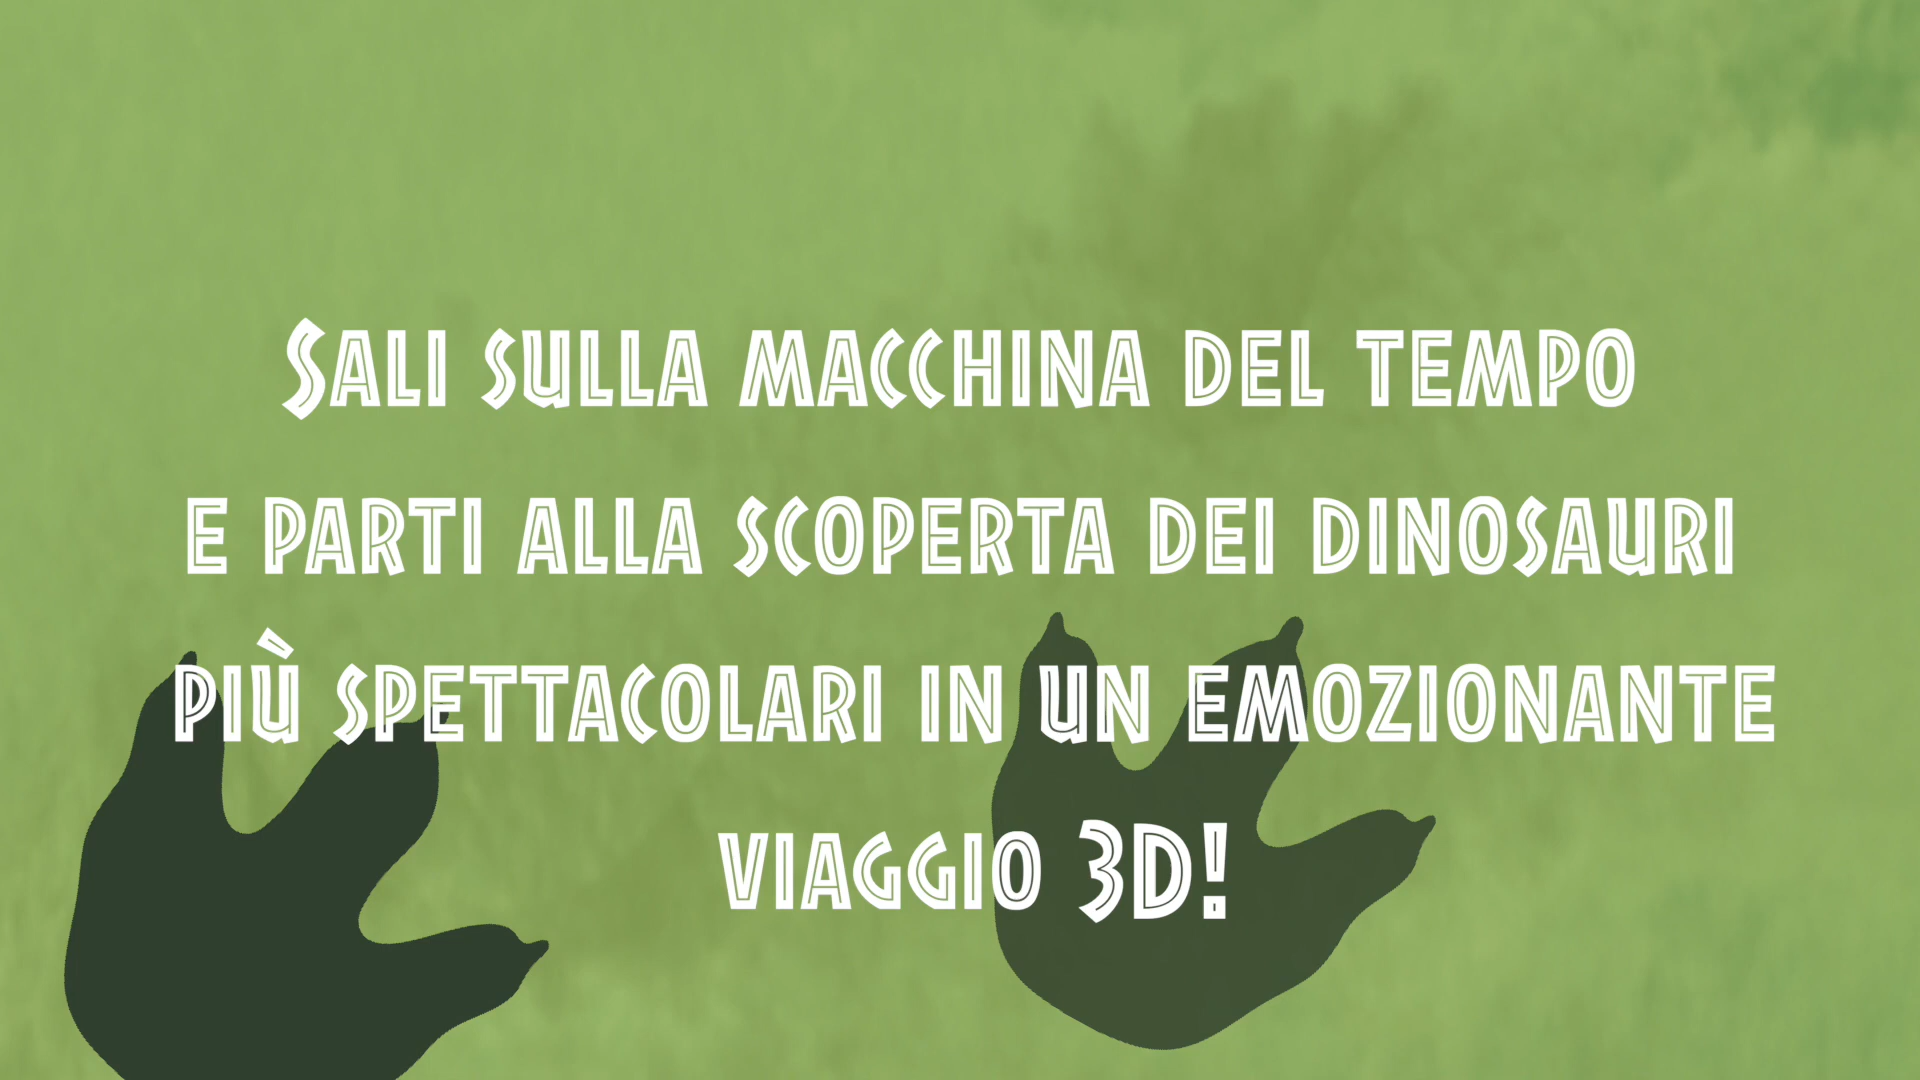 Sali sulla macchina del tempo
e parti alla scoperta dei dinosauri
più spettacolari in un emozionante
viaggio 3D!